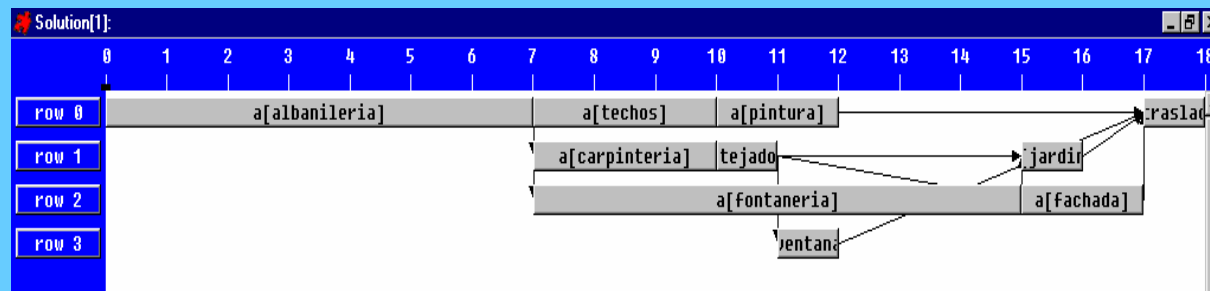 Solution[1]:
0 1 2 3 4 5 6 7 8 9 10 11 12 13 14 15 16 17 18
row 0 a[albanileria] a[techos] a[pintura] traslad
row 1 a[carpinteria] tejado jardin
row 2 a[fontaneria] a[fachada]
row 3 ventana